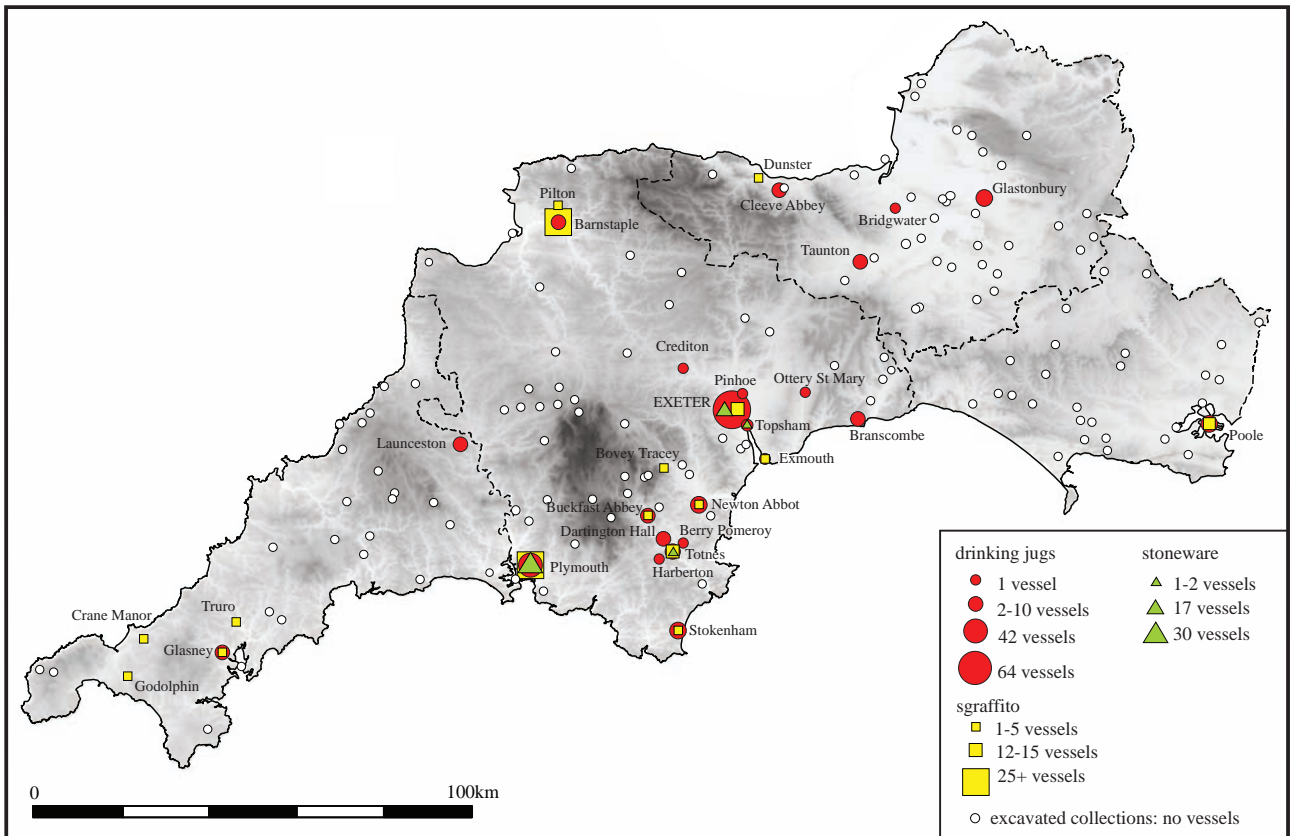 Dunster
Pilton
Glastonbury
Cleeve Abbey
Bridgwater
Barnstaple
Taunton
Crediton
Pinhoe
Ottery St Mary
EXETER
Topsham
Branscombe
Poole
Launceston
Bovey Tracey
Exmouth
Newton Abbot
Buckfast Abbey
Dartington Hall
Berry Pomeroy
Totnes
Plymouth
Harberton
Truro
Crane Manor
Stokenham
Glasney
Godolphin
drinking jugs
1 vessel
2-10 vessels
42 vessels
64 vessels
sgraffito
1-5 vessels
12-15 vessels
25+ vessels
stoneware
1-2 vessels
17 vessels
30 vessels
excavated collections: no vessels
0 100km